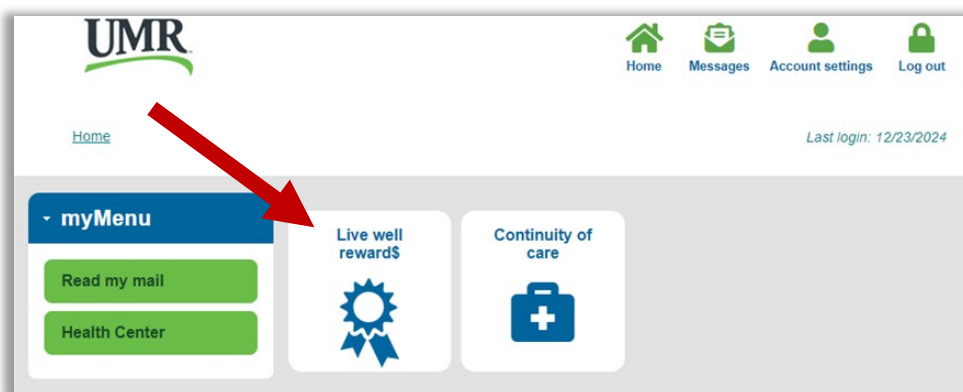 UMR
Home
Messages
Account settings
Log out
Home
Last login: 12/23/2024
myMenu
Read my mail
Health Center
Live well
reward$
Continuity of
care